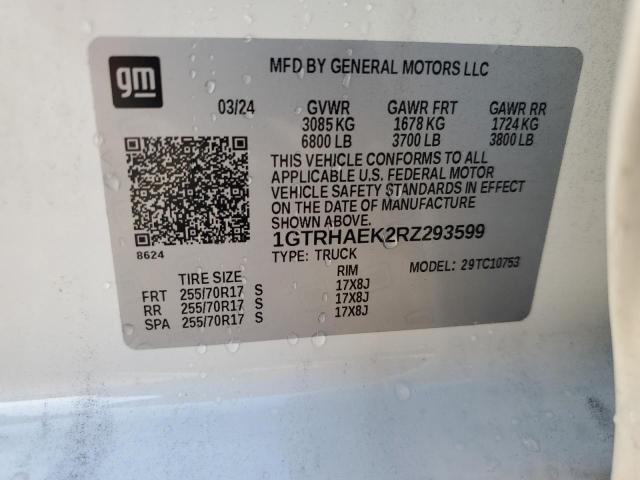 gm
MFD BY GENERAL MOTORS LLC
03/24 GVWR GAWR FRT GAWR RR
3085 KG 1678 KG 1724 KG
6800 LB 3700 LB 3800 LB
THIS VEHICLE CONFORMS TO ALL
APPLICABLE U.S. FEDERAL MOTOR
VEHICLE SAFETY STANDARDS IN EFFECT
ON THE DATE OF MANUFACTURE
SHOWN ABOVE.
8624
1GTRHAEK2RZ293599
TYPE: TRUCK MODEL: 29TC10753
TIRE SIZE RIM
FRT 255/70R17 S 17X8J
RR 255/70R17 S 17X8J
SPA 255/70R17 S 17X8J